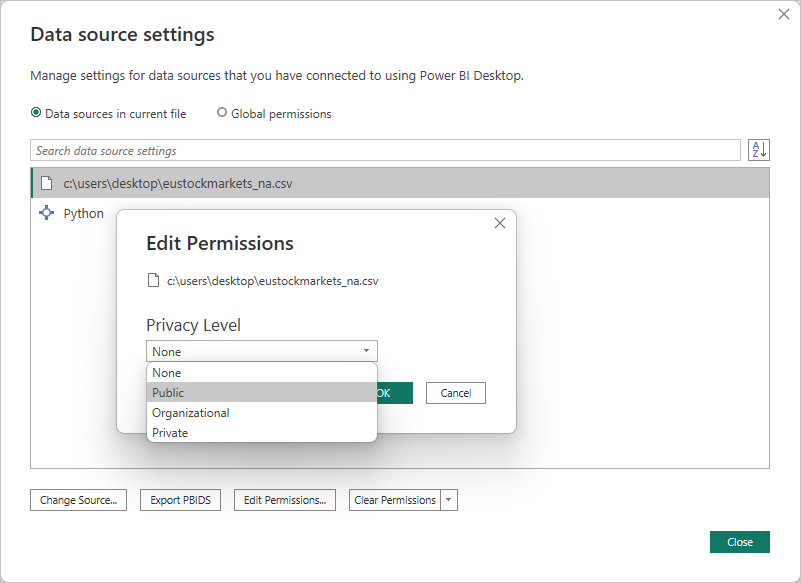 Data source settings
Manage settings for data sources that you have connected to using Power BI Desktop.
Data sources in current file Global permissions
Search data source settings
A
Z
c:\users\desktop\eustockmarkets_na.csv
Python
Edit Permissions
c:\users\desktop\eustockmarkets_na.csv
Privacy Level
None
None
Public
Organizational
Private
OK Cancel
Change Source... Export PBIDS Edit Permissions... Clear Permissions
Close